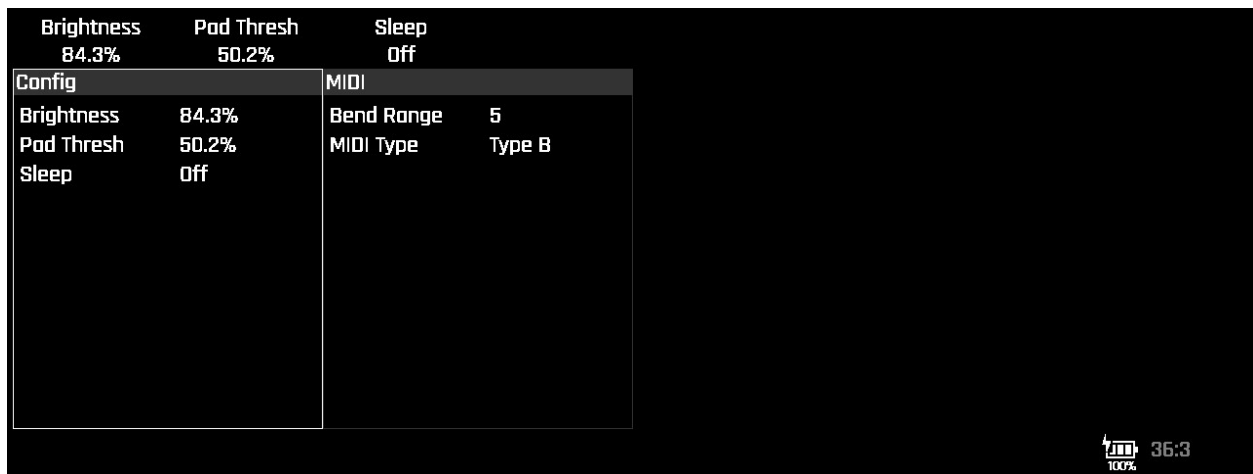 Brightness Pad Thresh Sleep
84.3% 50.2% Off
Config MIDI
Brightness 84.3% Bend Range 5
Pad Thresh 50.2% MIDI Type Type B
Sleep Off
100% 36:3